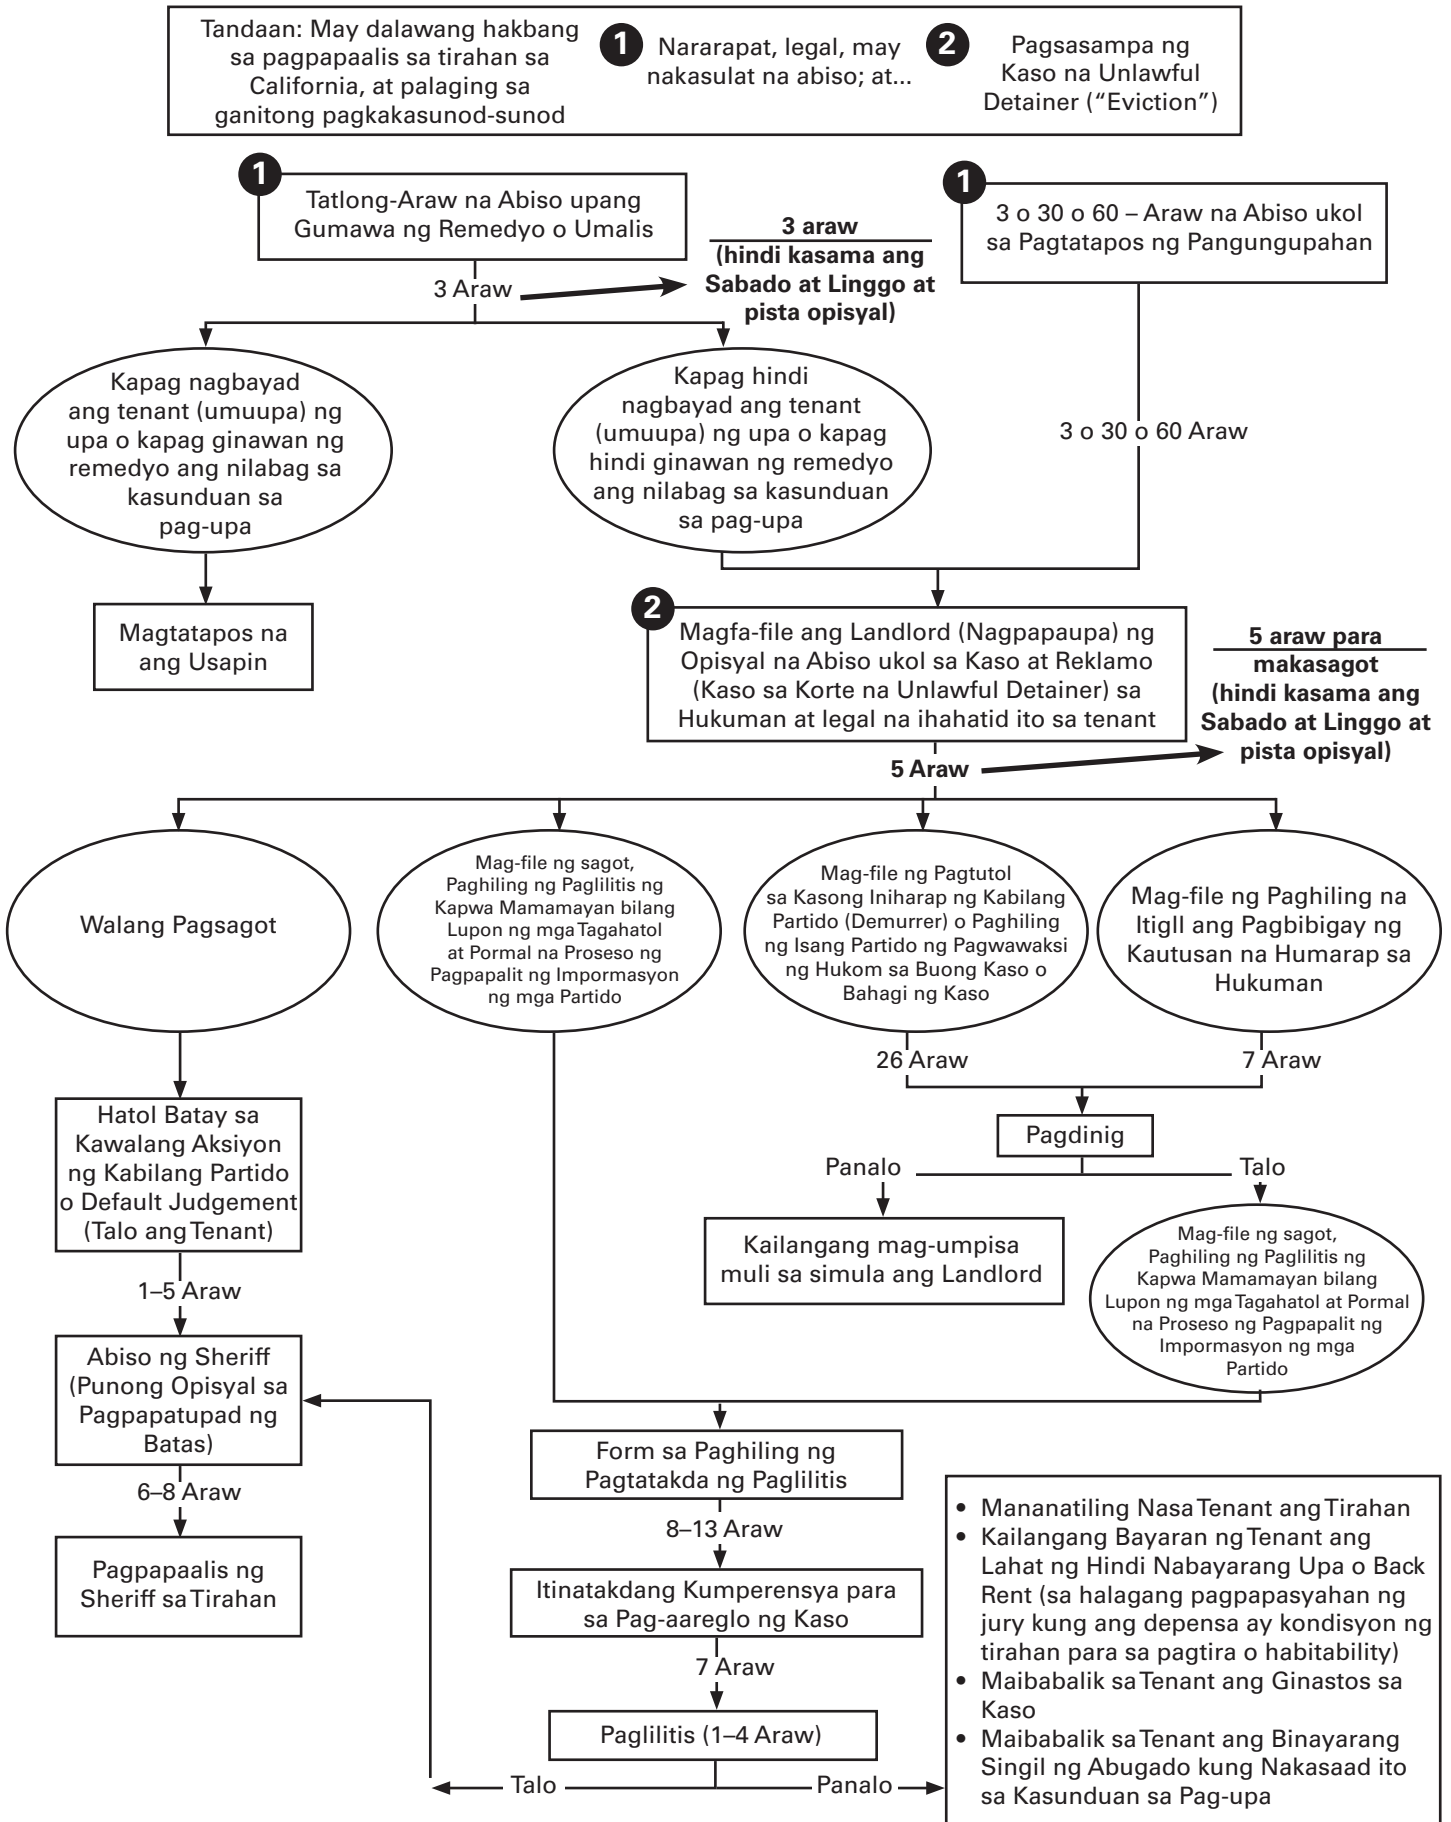 Tandaan: May dalawang hakbang
sa pagpapaalis sa tirahan sa
California, at palaging sa
ganitong pagkakasunod-sunod
1
Nararapat, legal, may
nakasulat na abiso; at...
2
Pagsasampa ng
Kaso na Unlawful
Detainer (“Eviction”)
1
Tatlong-Araw na Abiso upang
Gumawa ng Remedyo o Umalis
3 Araw
3 araw
(hindi kasama ang
Sabado at Linggo at
pista opisyal)
1
3 o 30 o 60 – Araw na Abiso ukol
sa Pagtatapos ng Pangungupahan
3 o 30 o 60 Araw
Kapag nagbayad
ang tenant (umuupa) ng
upa o kapag ginawan ng
remedyo ang nilabag sa
kasunduan sa
pag-upa
Kapag hindi
nagbayad ang tenant
(umuupa) ng upa o kapag
hindi ginawan ng remedyo
ang nilabag sa kasunduan
sa pag-upa
Magtatapos na
ang Usapin
2
Magfa-file ang Landlord (Nagpapaupa) ng
Opisyal na Abiso ukol sa Kaso at Reklamo
(Kaso sa Korte na Unlawful Detainer) sa
Hukuman at legal na ihahatid ito sa tenant
5 Araw
5 araw para
makasagot
(hindi kasama ang
Sabado at Linggo at
pista opisyal)
Walang Pagsagot
Mag-file ng sagot,
Paghiling ng Paglilitis ng
Kapwa Mamamayan bilang
Lupon ng mga Tagahatol
at Pormal na Proseso ng
Pagpapalit ng Impormasyon
ng mga Partido
Mag-file ng Pagtutol
sa Kasong Iniharap ng Kabilang
Partido (Demurrer) o Paghiling
ng Isang Partido ng Pagwawaksi
ng Hukom sa Buong Kaso o
Bahagi ng Kaso
Mag-file ng Paghiling na
Itigll ang Pagbibigay ng
Kautusan na Humarap sa
Hukuman
26 Araw
7 Araw
Pagdinig
Panalo
Talo
Kailangang mag-umpisa
muli sa simula ang Landlord
Mag-file ng sagot,
Paghiling ng Paglilitis ng
Kapwa Mamamayan bilang
Lupon ng mga Tagahatol at Pormal
na Proseso ng Pagpapalit ng
Impormasyon ng mga
Partido
Hatol Batay sa
Kawalang Aksiyon
ng Kabilang Partido
o Default Judgement
(Talo ang Tenant)
1–5 Araw
Abiso ng Sheriff
(Punong Opisyal sa
Pagpapatupad ng
Batas)
6–8 Araw
Pagpapaalis ng
Sheriff sa Tirahan
Form sa Paghiling ng
Pagtatakda ng Paglilitis
8–13 Araw
Itinatakdang Kumperensya para
sa Pag-aareglo ng Kaso
7 Araw
Paglilitis (1–4 Araw)
Talo
Panalo
• Mananatiling Nasa Tenant ang Tirahan
• Kailangang Bayaran ng Tenant ang
Lahat ng Hindi Nabayarang Upa o Back
Rent (sa halagang pagpapasyahan ng
jury kung ang depensa ay kondisyon ng
tirahan para sa pagtira o habitability)
• Maibabalik sa Tenant ang Ginastos sa
Kaso
• Maibabalik sa Tenant ang Binayarang
Singil ng Abugado kung Nakasaad ito
sa Kasunduan sa Pag-upa